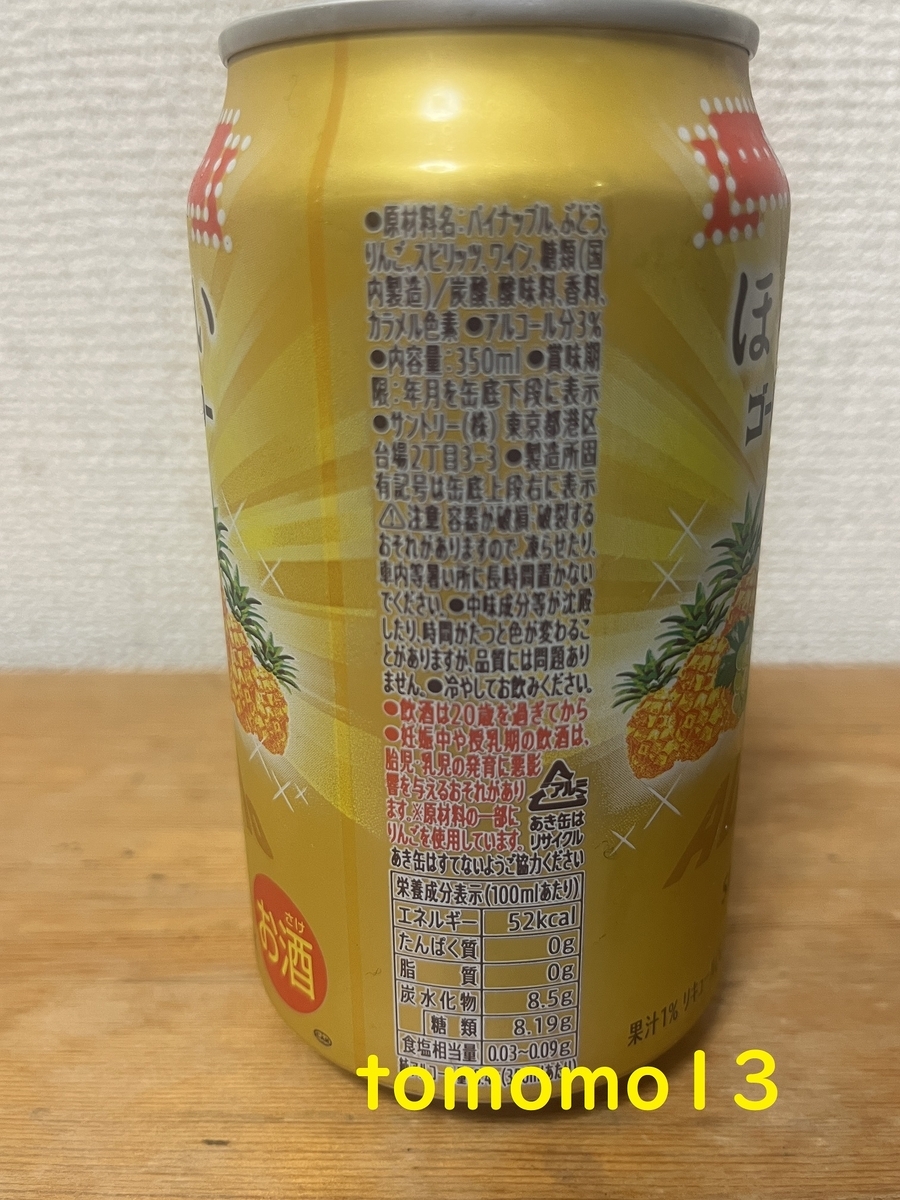 ●原材料名:パイナップル、ぶどう、
りんご、スピリッツ、ワイン、糖類(国
内製造)/炭酸、酸味料、香料、
カラメル色素 ●アルコール分3%
●内容量:350ml ●賞味期
限:年月を缶底下段に表示
●サントリー(株) 東京都港区
台場2丁目3-3 ●製造所固
有記号は缶底上段右に表示
⚠注意 容器が破損、破裂する
おそれがありますので、凍らせたり、
車内等暑い所に長時間置かない
でください。●中味成分等が沈殿
したり、時間がたつと色が変わるこ
とがありますが、品質には問題あり
ません。●冷やしてお飲みください。
●飲酒は20歳を過ぎてから
●妊娠中や授乳期の飲酒は、
胎児・乳児の発育に悪影
響を与えるおそれがあり
ます。※原材料の一部に
りんごを使用しています。
アルミ
あき缶は
リサイクル
あき缶はすてないようご協力ください
栄養成分表示(100mlあたり)
エネルギー 52kcal
たんぱく質 0g
脂質 0g
炭水化物 8.5g
糖類 8.19g
食塩相当量 0.03~0.09g
お酒
さけ
ほ
ゴー
果汁1%
tomomo13